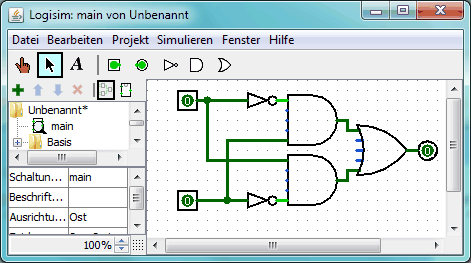 Logisim: main von Unbenannt
Datei Bearbeiten Projekt Simulieren Fenster Hilfe
A
Unbenannt*
main
Basis
Schaltun... main
Beschrift...
Ausrichtu... Ost
100%
0
0
0